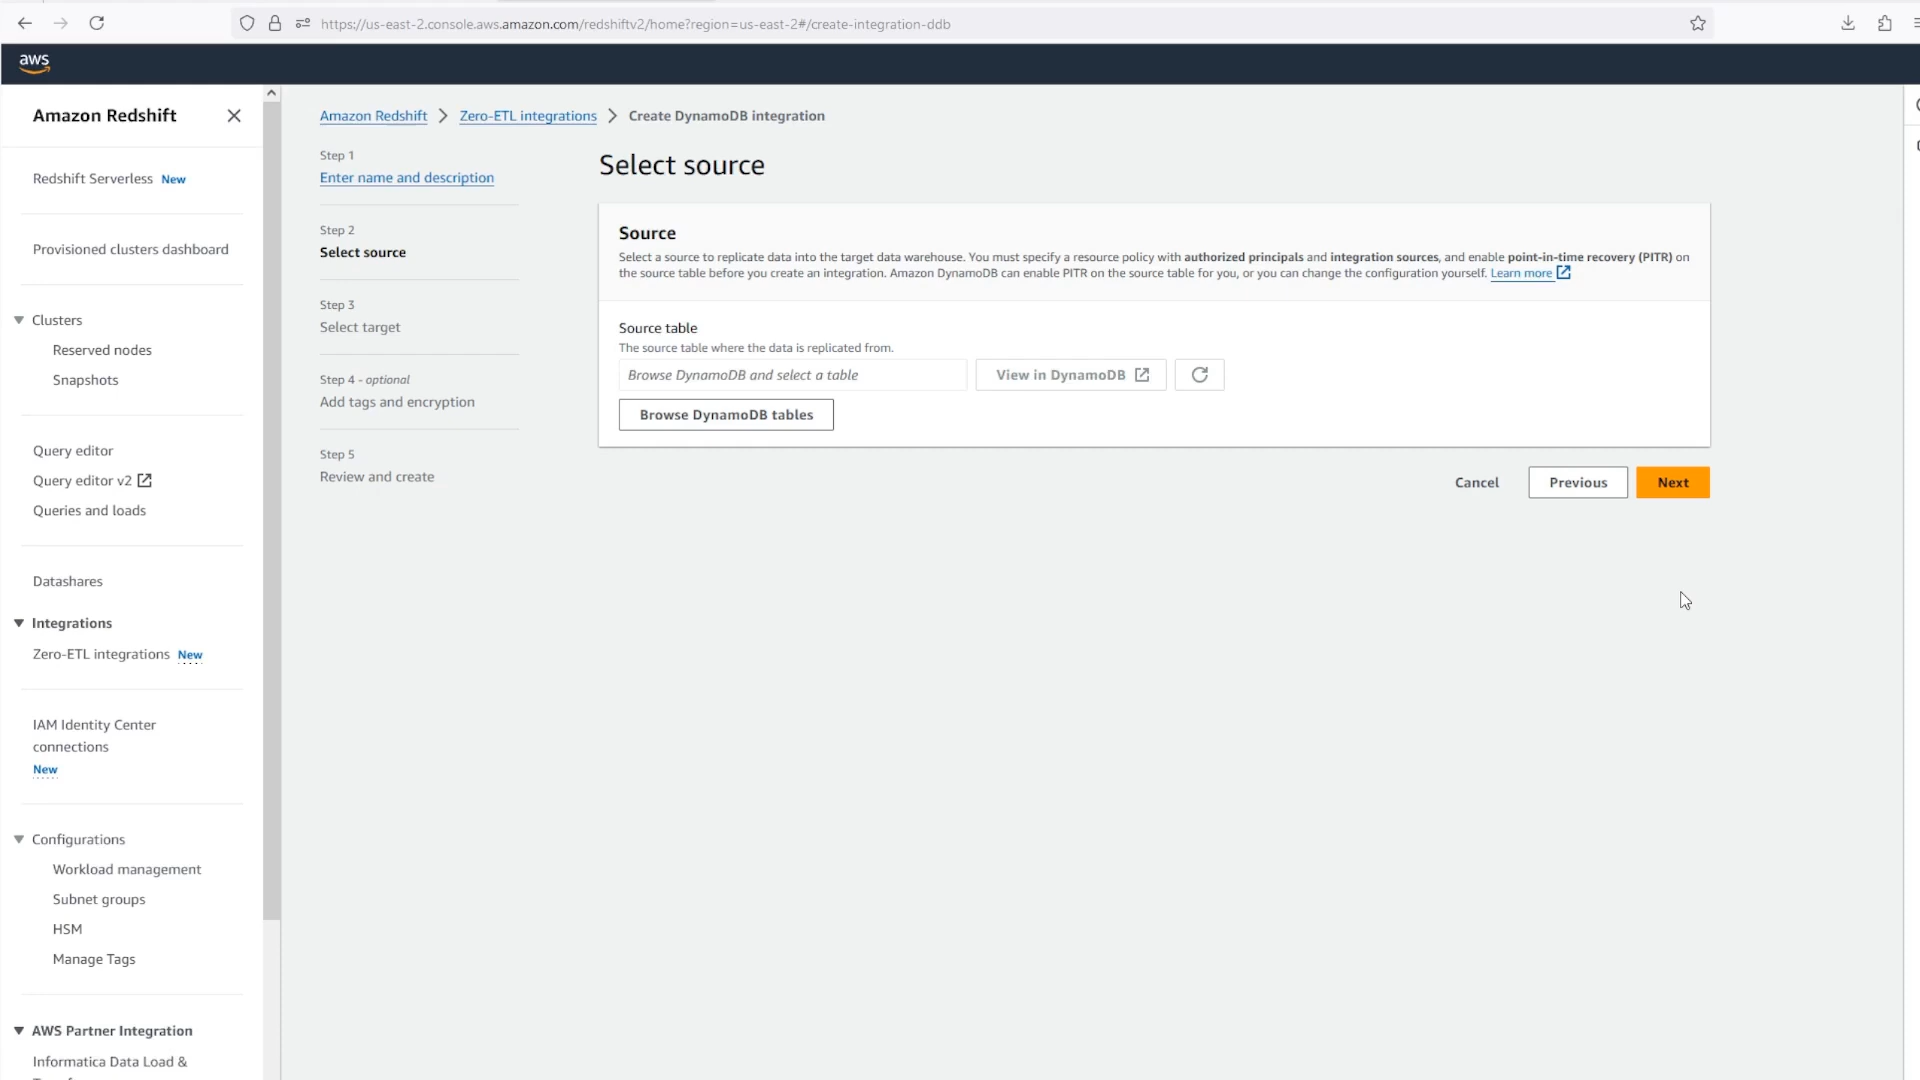 https://us-east-2.console.aws.amazon.com/redshiftv2/home?region=us-east-2#/create-integration-ddb
aws
Amazon Redshift
Redshift Serverless New
Provisioned clusters dashboard
Clusters
Reserved nodes
Snapshots
Query editor
Query editor v2
Queries and loads
Datashares
Integrations
Zero-ETL integrations New
IAM Identity Center
connections
New
Configurations
Workload management
Subnet groups
HSM
Manage Tags
AWS Partner Integration
Informatica Data Load &
Amazon Redshift > Zero-ETL integrations > Create DynamoDB integration
Step 1
Enter name and description
Step 2
Select source
Step 3
Select target
Step 4 - optional
Add tags and encryption
Step 5
Review and create
Select source
Source
Select a source to replicate data into the target data warehouse. You must specify a resource policy with authorized principals and integration sources, and enable point-in-time recovery (PITR) on
the source table before you create an integration. Amazon DynamoDB can enable PITR on the source table for you, or you can change the configuration yourself. Learn more
Source table
The source table where the data is replicated from.
Browse DynamoDB and select a table
View in DynamoDB
Browse DynamoDB tables
Cancel
Previous
Next